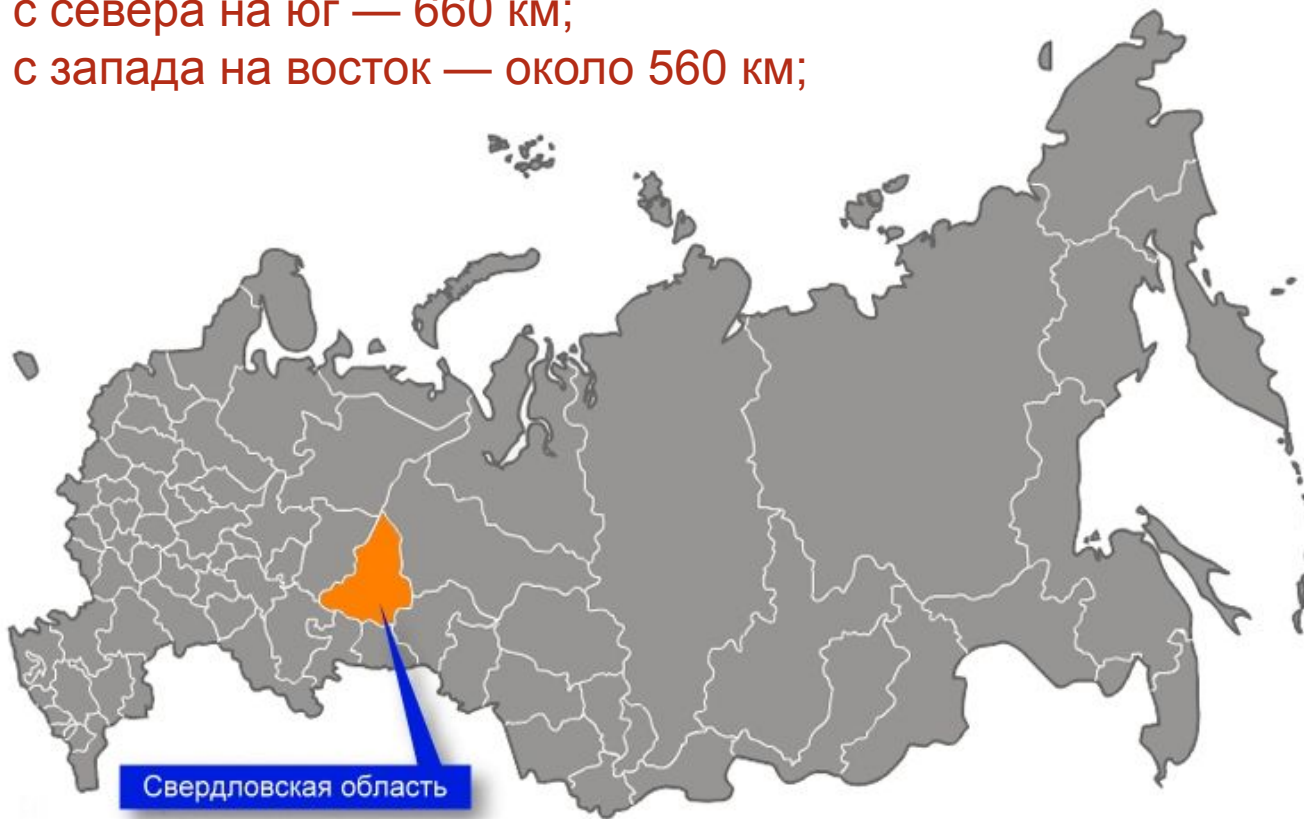 с севера на юг — 660 км;
с запада на восток — около 560 км;
Свердловская область